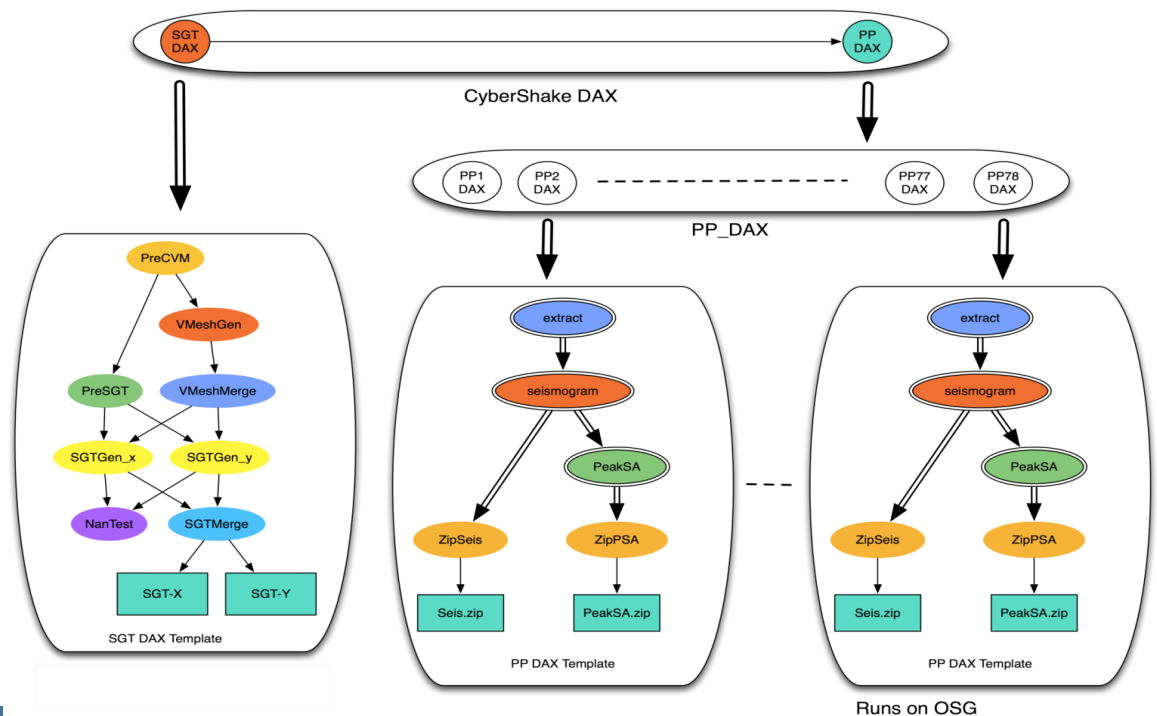 SGT
DAX
PP
DAX
CyberShake DAX
PP1
DAX
PP2
DAX
PP77
DAX
PP78
DAX
PP_DAX
PreCVM
VMeshGen
PreSGT
VMeshMerge
SGTGen_x
SGTGen_y
NanTest
SGTMerge
SGT-X
SGT-Y
SGT DAX Template
extract
seismogram
PeakSA
ZipSeis
ZipPSA
Seis.zip
PeakSA.zip
PP DAX Template
extract
seismogram
PeakSA
ZipSeis
ZipPSA
Seis.zip
PeakSA.zip
PP DAX Template
Runs on OSG